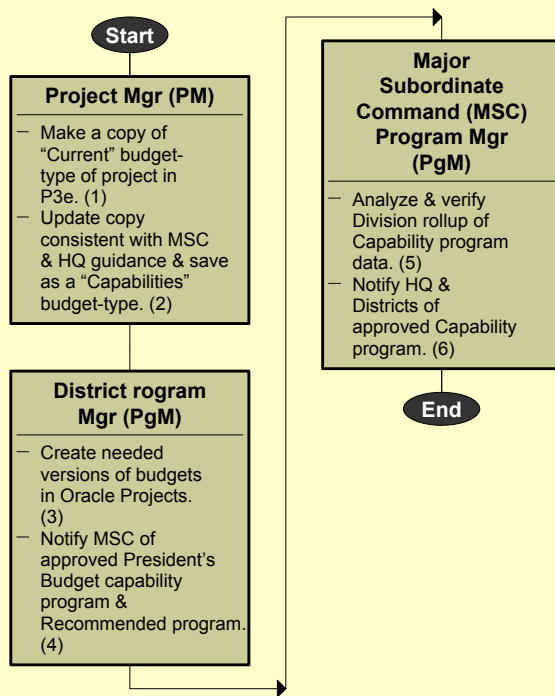 Start
Project Mgr (PM)
– Make a copy of
“Current” budget-
type of project in
P3e. (1)
– Update copy
consistent with MSC
& HQ guidance & save
as a “Capabilities”
budget-type. (2)
District rogram
Mgr (PgM)
– Create needed
versions of budgets
in Oracle Projects.
(3)
– Notify MSC of
approved President’s
Budget capability
program &
Recommended program.
(4)
Major
Subordinate
Command (MSC)
Program Mgr
(PgM)
– Analyze & verify
Division rollup of
Capability program
data. (5)
– Notify HQ &
Districts of
approved Capability
program. (6)
End